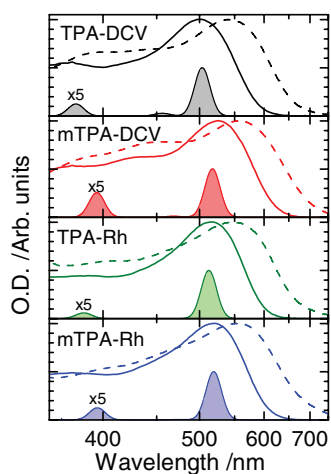 TPA-DCV
x5
mTPA-DCV
x5
TPA-Rh
x5
mTPA-Rh
x5
O.D. /Arb. units
400 500 600 700
Wavelength /nm